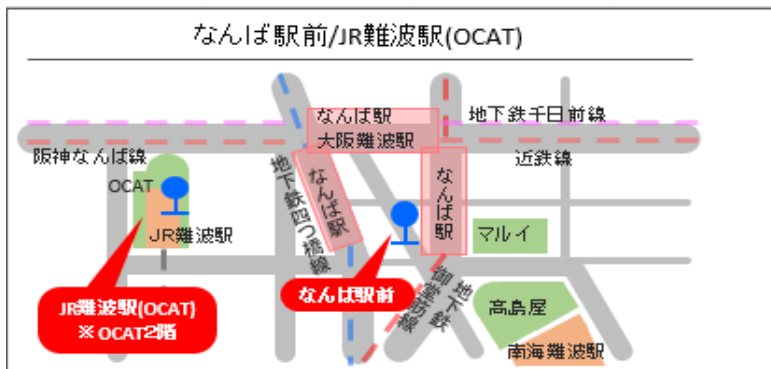 なんば駅前/JR難波駅(OCAT)
なんば駅
地下鉄千日前線
大阪難波駅
阪神なんば線
近鉄線
OCAT
地下鉄四つ橋線
なんば駅
なんば駅
JR難波駅
マルイ
JR難波駅(OCAT)
※OCAT2階
なんば駅前
地下鉄
御堂筋線
高島屋
南海難波駅